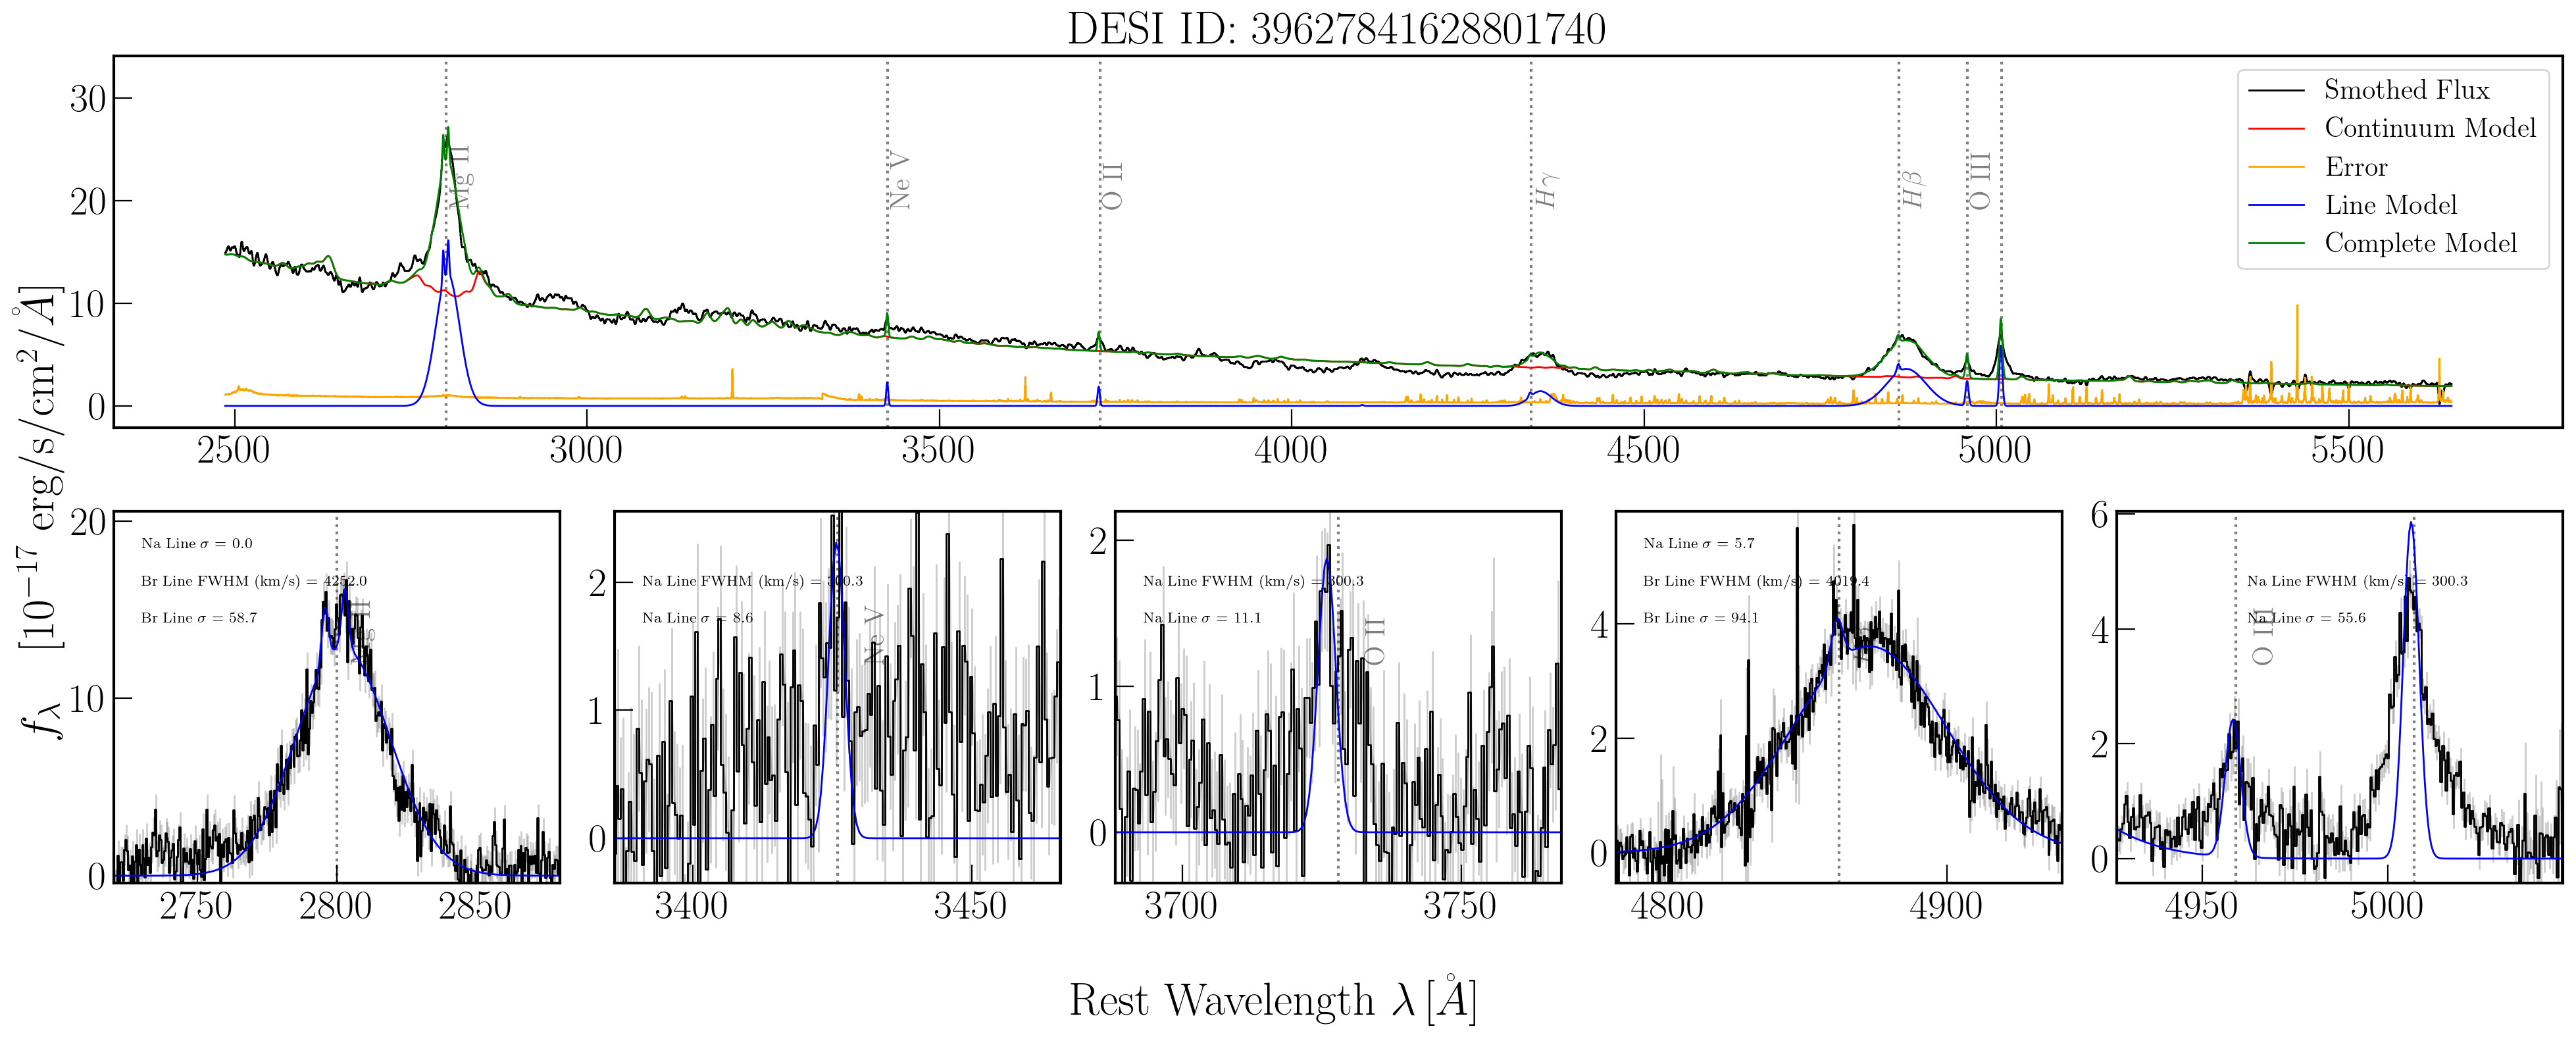 DESI ID: 39627841628801740
30
20
10
0
Mg II
Ne V
O II
Hγ
Hβ
O III
Smothed Flux
Continuum Model
Error
Line Model
Complete Model
2500 3000 3500 4000 4500 5000 5500
fλ [10⁻¹⁷ erg/s/cm²/Å]
20
10
0
Na Line σ = 0.0
Br Line FWHM (km/s) = 4252.0
Br Line σ = 58.7
Mg II
2750 2800 2850
2
1
0
Na Line FWHM (km/s) = 300.3
Na Line σ = 8.6
Ne V
3400 3450
2
1
0
Na Line FWHM (km/s) = 300.3
Na Line σ = 11.1
O II
3700 3750
4
2
0
Na Line σ = 5.7
Br Line FWHM (km/s) = 4019.4
Br Line σ = 94.1
4800 4900
6
4
2
0
Na Line FWHM (km/s) = 300.3
Na Line σ = 55.6
O III
4950 5000
Rest Wavelength λ [Å]